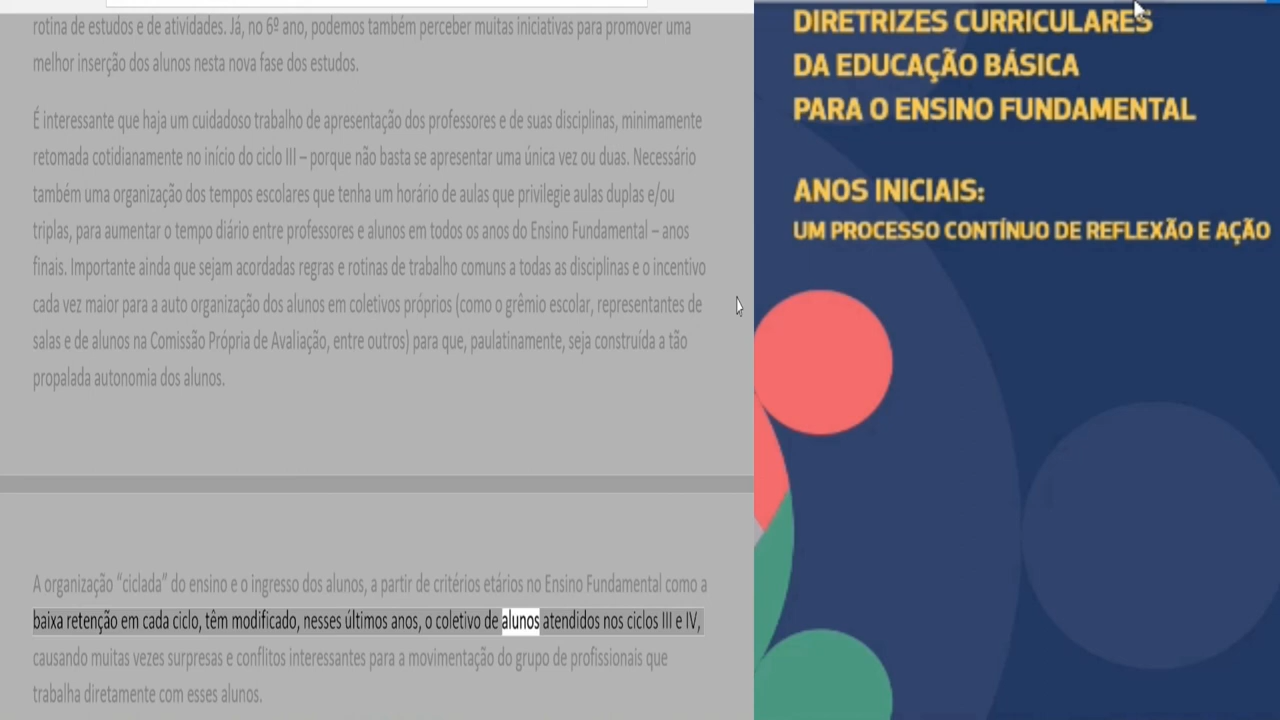 rotina de estudos e de atividades. Já, no 6º ano, podemos também perceber muitas iniciativas para promover uma
melhor inserção dos alunos nesta nova fase dos estudos.
É interessante que haja um cuidadoso trabalho de apresentação dos professores e de suas disciplinas, minimamente
retomada cotidianamente no início do ciclo III – porque não basta se apresentar uma única vez ou duas. Necessário
também uma organização dos tempos escolares que tenha um horário de aulas que privilegie aulas duplas e/ou
triplas, para aumentar o tempo diário entre professores e alunos em todos os anos do Ensino Fundamental – anos
finais. Importante ainda que sejam acordadas regras e rotinas de trabalho comuns a todas as disciplinas e o incentivo
cada vez maior para a auto organização dos alunos em coletivos próprios (como o grêmio escolar, representantes de
salas e de alunos na Comissão Própria de Avaliação, entre outros) para que, paulatinamente, seja construída a tão
propalada autonomia dos alunos.
A organização “ciclada” do ensino e o ingresso dos alunos, a partir de critérios etários no Ensino Fundamental como a
baixa retenção em cada ciclo, têm modificado, nesses últimos anos, o coletivo de alunos atendidos nos ciclos III e IV,
causando muitas vezes surpresas e conflitos interessantes para a movimentação do grupo de profissionais que
trabalha diretamente com esses alunos.
DIRETRIZES CURRICULARES
DA EDUCAÇÃO BÁSICA
PARA O ENSINO FUNDAMENTAL
ANOS INICIAIS:
UM PROCESSO CONTÍNUO DE REFLEXÃO E AÇÃO